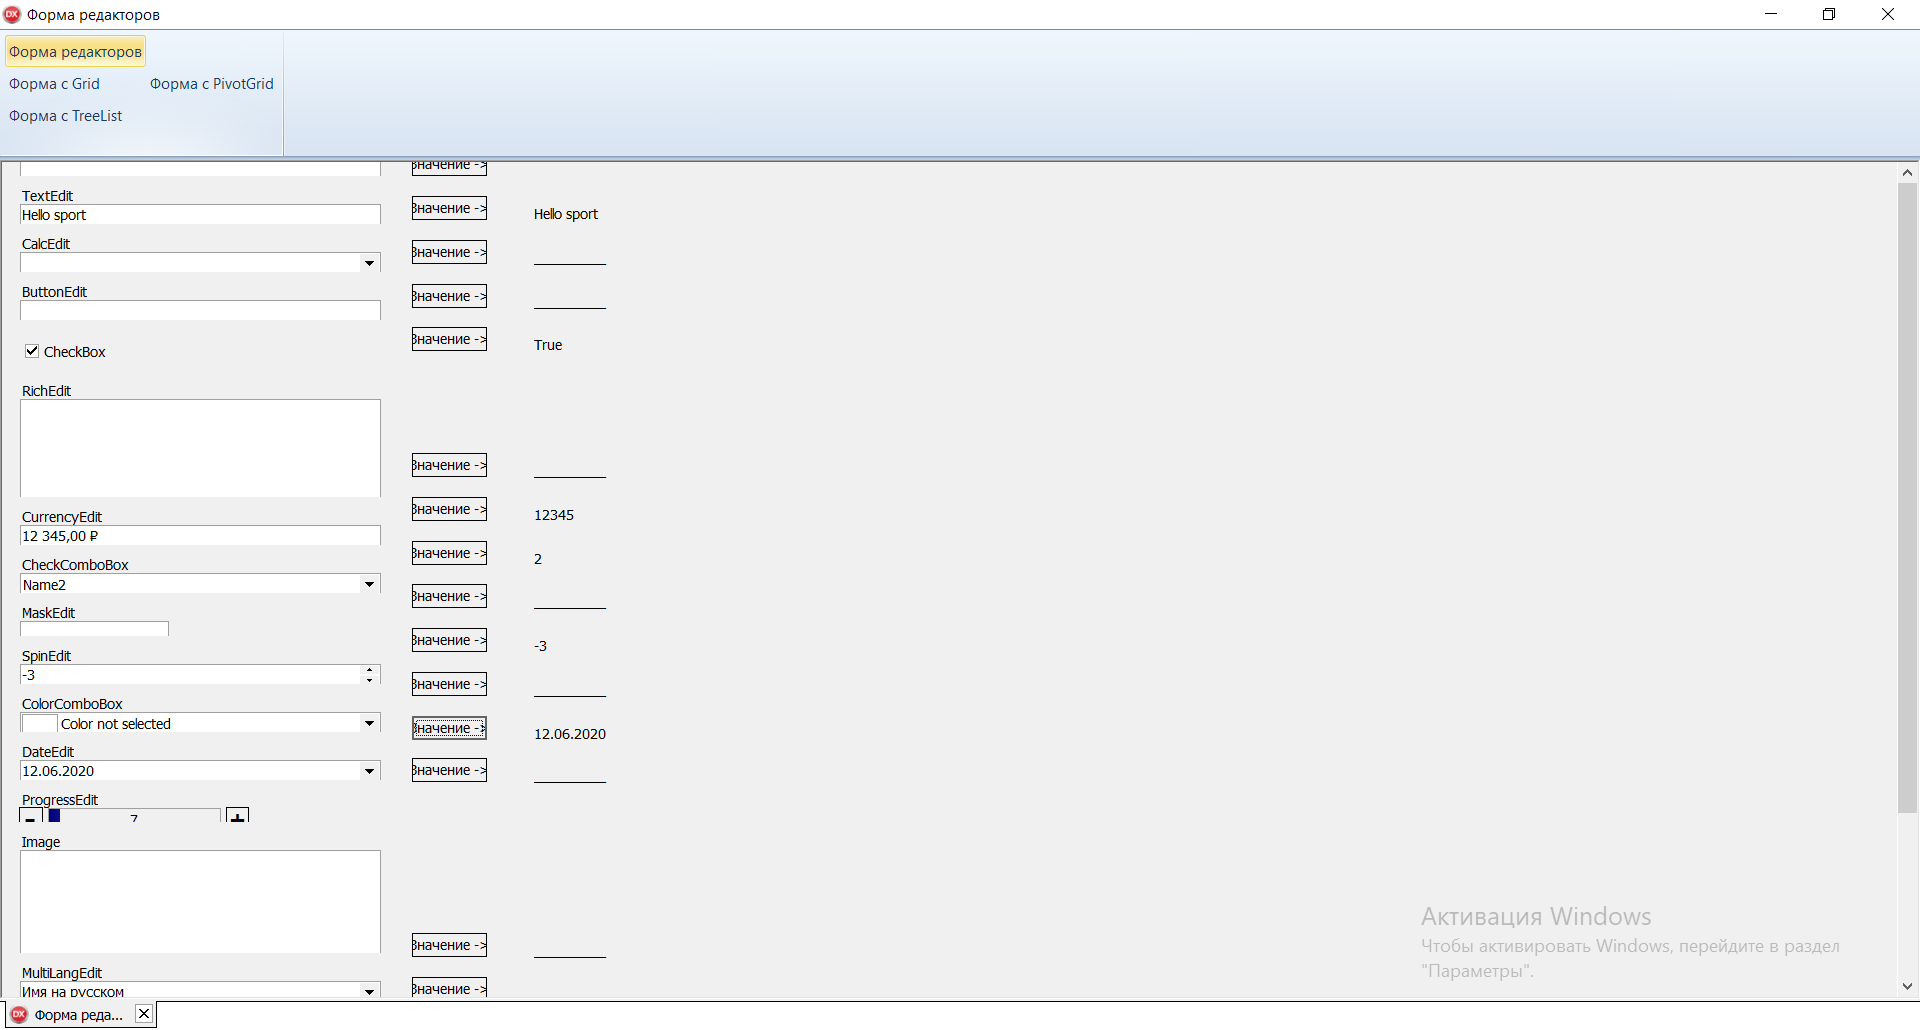 Форма редакторов
Форма редакторов
Форма с Grid
Форма с PivotGrid
Форма с TreeList
Значение ->
TextEdit
Hello sport
Значение ->
Hello sport
CalcEdit
Значение ->
ButtonEdit
Значение ->
CheckBox
Значение ->
True
RichEdit
Значение ->
CurrencyEdit
12 345,00 ₽
Значение ->
12345
CheckComboBox
Name2
Значение ->
2
MaskEdit
Значение ->
SpinEdit
-3
Значение ->
-3
ColorComboBox
Color not selected
Значение ->
DateEdit
12.06.2020
Значение ->
12.06.2020
ProgressEdit
- 7 +
Значение ->
Image
Значение ->
MultiLangEdit
Имя на русском
Значение ->
Активация Windows
Чтобы активировать Windows, перейдите в раздел
"Параметры".
Форма реда...